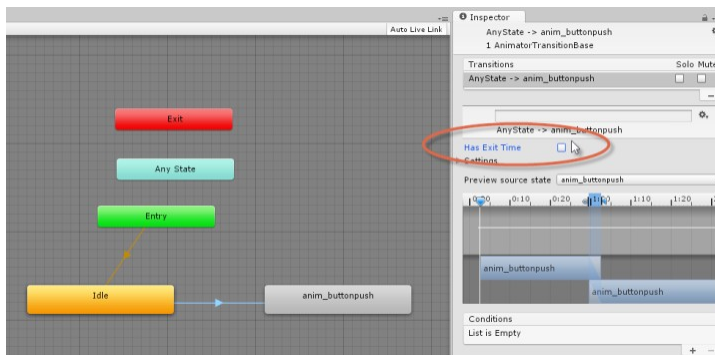 Auto Live Link
Exit
Any State
Entry
Idle
anim_buttonpush
Inspector
AnyState -> anim_buttonpush
1 AnimatorTransitionBase
Transitions
Solo Mute
AnyState -> anim_buttonpush
AnyState -> anim_buttonpush
Has Exit Time
Settings
Preview source state
anim_buttonpush
0:10 0:20 1:10 1:20
anim_buttonpush
anim_buttonpush
Conditions
List is Empty